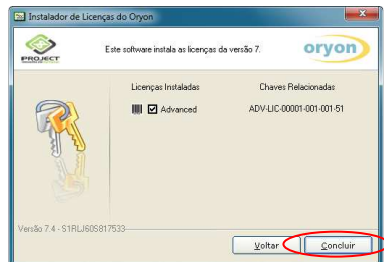 Instalador de Licenças do Oryon
PROJECT
Este software instala as licenças da versão 7.
oryon
Licenças Instaladas
Chaves Relacionadas
Advanced
ADV-LIC-00001-001-001-51
Versão 7.4 - S1RLJ60S817533
Voltar
Concluir